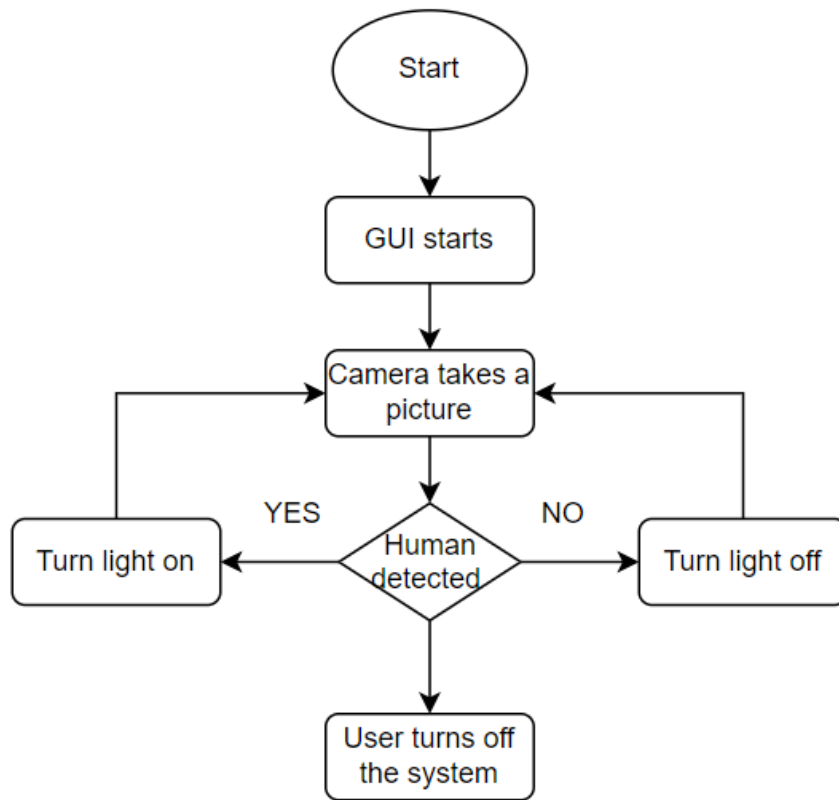 Start
GUI starts
Camera takes a
picture
YES
NO
Turn light on
Human
detected
Turn light off
User turns off
the system